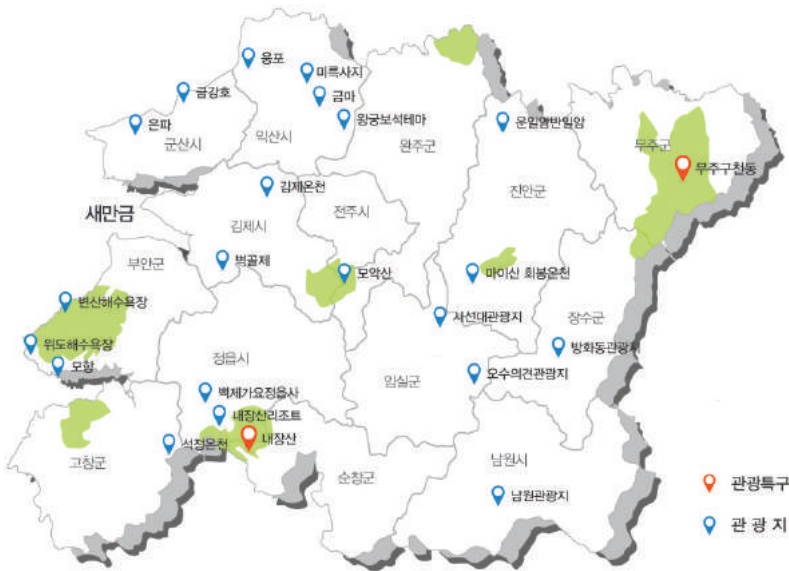 웅포
미륵사지
금강호
금마
은파
왕궁보석테마
운일암반일암
군산시
익산시
완주군
무주군
무주구천동
김제온천
진안군
새만금
김제시
전주시
부안군
벽골제
모악산
마이산 회봉온천
변산해수욕장
사선대관광지
장수군
위도해수욕장
방화동관광지
모항
정읍시
임실군
오수의견관광지
백제가요정읍사
내장산리조트
석정온천
내장산
고창군
순창군
남원시
관광특구
남원관광지
관 광 지